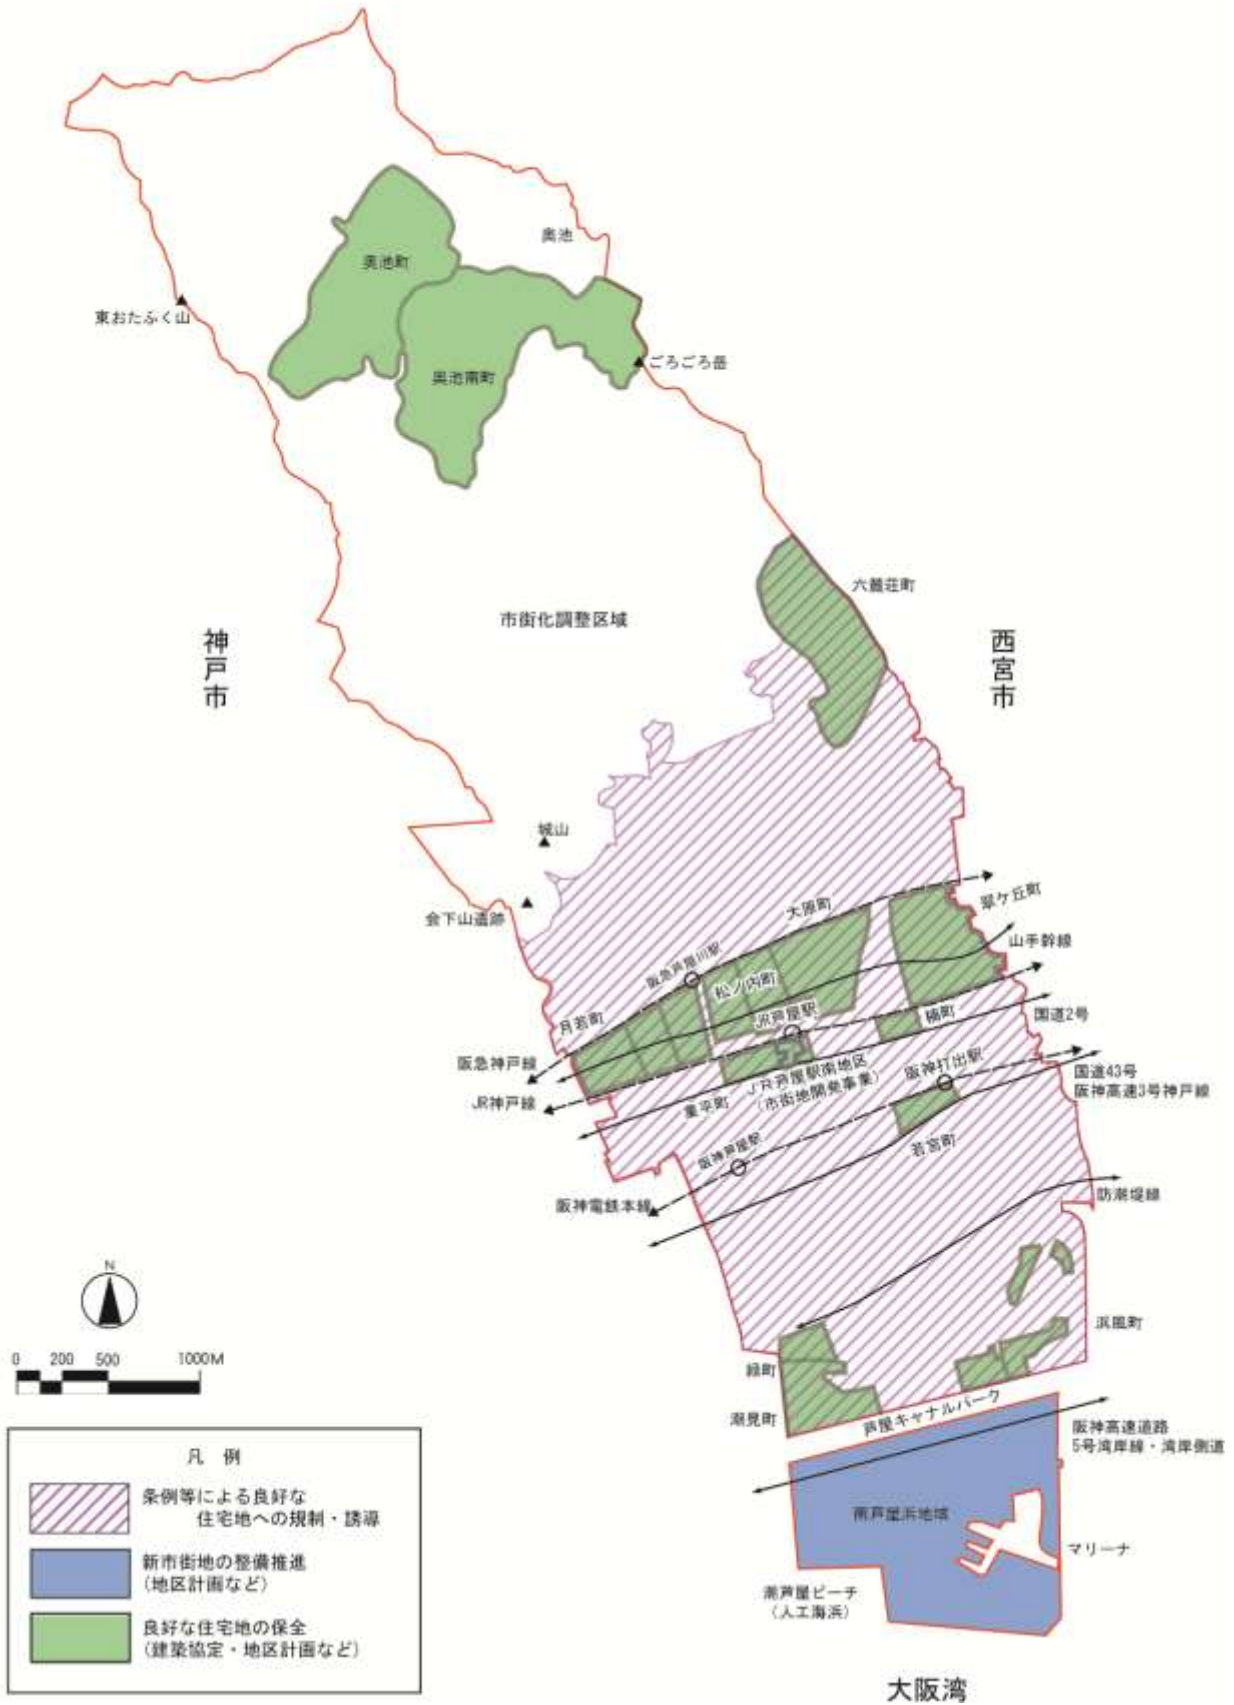 奥池
奥池町
東おたふく山
ごろごろ岳
奥池南町
六麓荘町
市街化調整区域
神戸市
西宮市
城山
会下山遺跡
大原町
翠ケ丘町
阪急芦屋川駅
山手幹線
松ノ内町
月若町
JR芦屋駅
楠町
国道2号
阪急神戸線
JR神戸線
業平町
JR芦屋駅南地区
(市街地開発事業)
阪神打出駅
国道43号
阪神高速3号神戸線
若宮町
阪神芦屋駅
阪神電鉄本線
防潮堤線
N
0 200 500 1000M
浜風町
緑町
潮見町
芦屋キャナルパーク
阪神高速道路
5号湾岸線・湾岸側道
南芦屋浜地域
マリーナ
潮芦屋ビーチ
(人工海浜)
大阪湾
凡 例
条例等による良好な
住宅地への規制・誘導
新市街地の整備推進
(地区計画など)
良好な住宅地の保全
(建築協定・地区計画など)